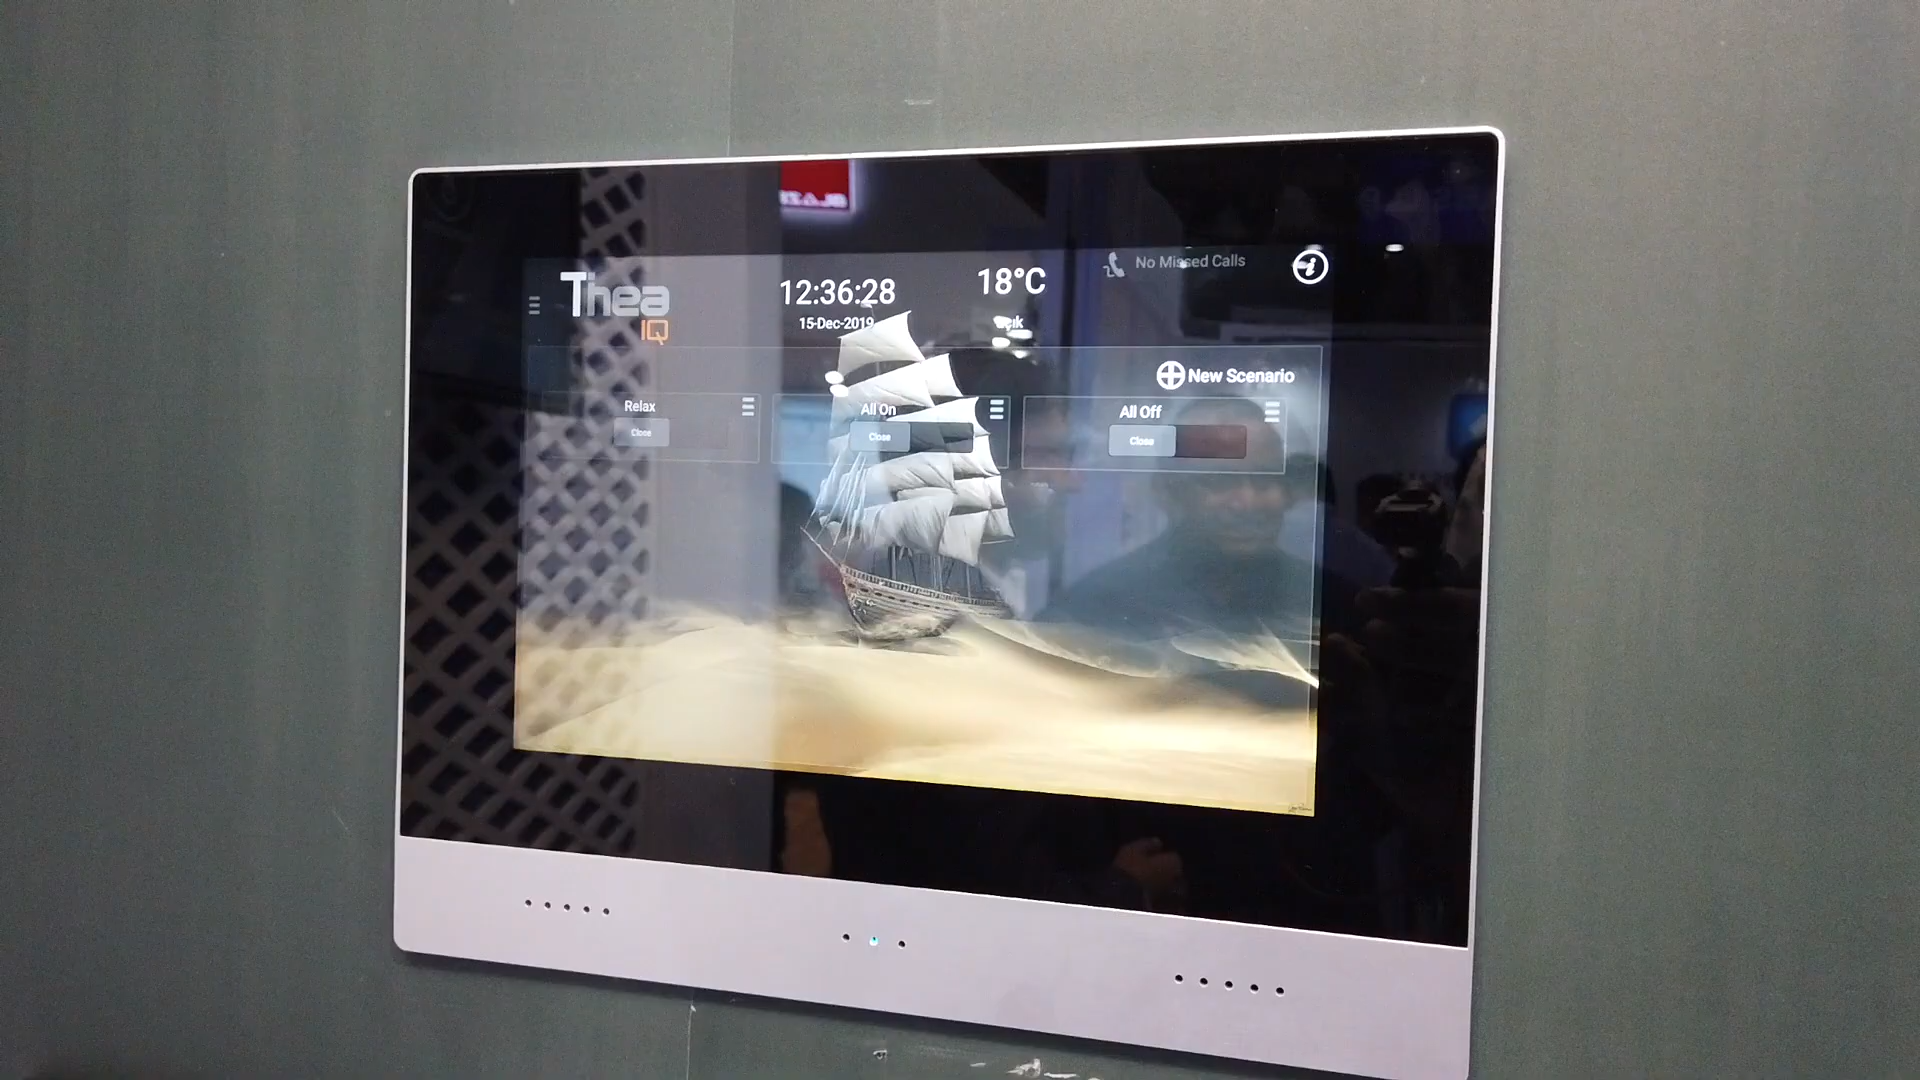 Thea
IQ
12:36:28
15-Dec-2019
18°C
No Missed Calls
i
New Scenario
Relax
Close
All On
Close
All Off
Close